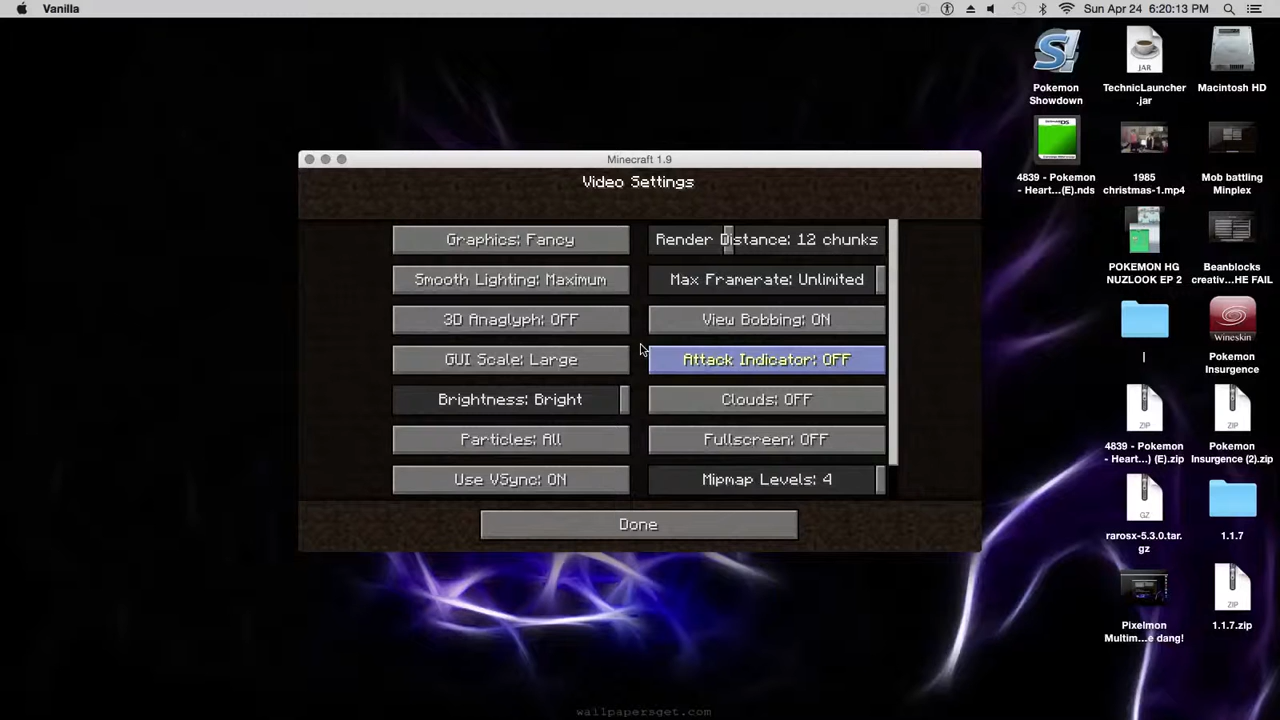 Vanilla
Sun Apr 24 6:20:13 PM
Minecraft 1.9
Video Settings
Graphics: Fancy
Render Distance: 12 chunks
Smooth Lighting: Maximum
Max Framerate: Unlimited
3D Anaglyph: OFF
View Bobbing: ON
GUI Scale: Large
Attack Indicator: OFF
Brightness: Bright
Clouds: OFF
Particles: All
Fullscreen: OFF
Use VSync: ON
Mipmap Levels: 4
Done
Pokemon
Showdown
JAR
TechnicLauncher
.jar
Macintosh HD
4839 - Pokemon
- Heart...(E).nds
1985
christmas-1.mp4
Mob battling
Minplex
POKEMON HG
NUZLOOK EP 2
Beanblocks
creativ...HE FAIL
l
WINESKIN
Pokemon
Insurgence
ZIP
4839 - Pokemon
- Heart...) (E).zip
ZIP
Pokemon
Insurgence (2).zip
GZ
rarosx-5.3.0.tar.
gz
1.1.7
Pixelmon
Multim...e dang!
ZIP
1.1.7.zip
wallpapersget.com